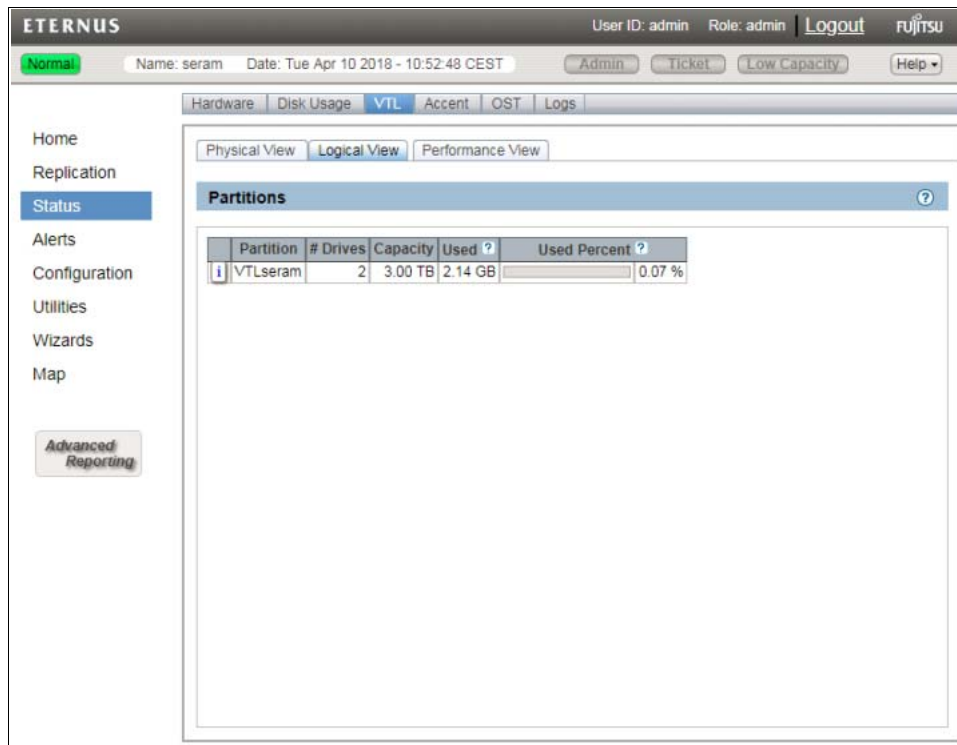 ETERNUS User ID: admin Role: admin Logout FUJITSU
Normal Name: seram Date: Tue Apr 10 2018 - 10:52:48 CEST Admin Ticket Low Capacity Help
Hardware Disk Usage VTL Accent OST Logs
Home
Replication
Status
Alerts
Configuration
Utilities
Wizards
Map
Advanced
Reporting
Physical View Logical View Performance View
Partitions ?
Partition # Drives Capacity Used ? Used Percent ?
i VTLseram 2 3.00 TB 2.14 GB 0.07 %